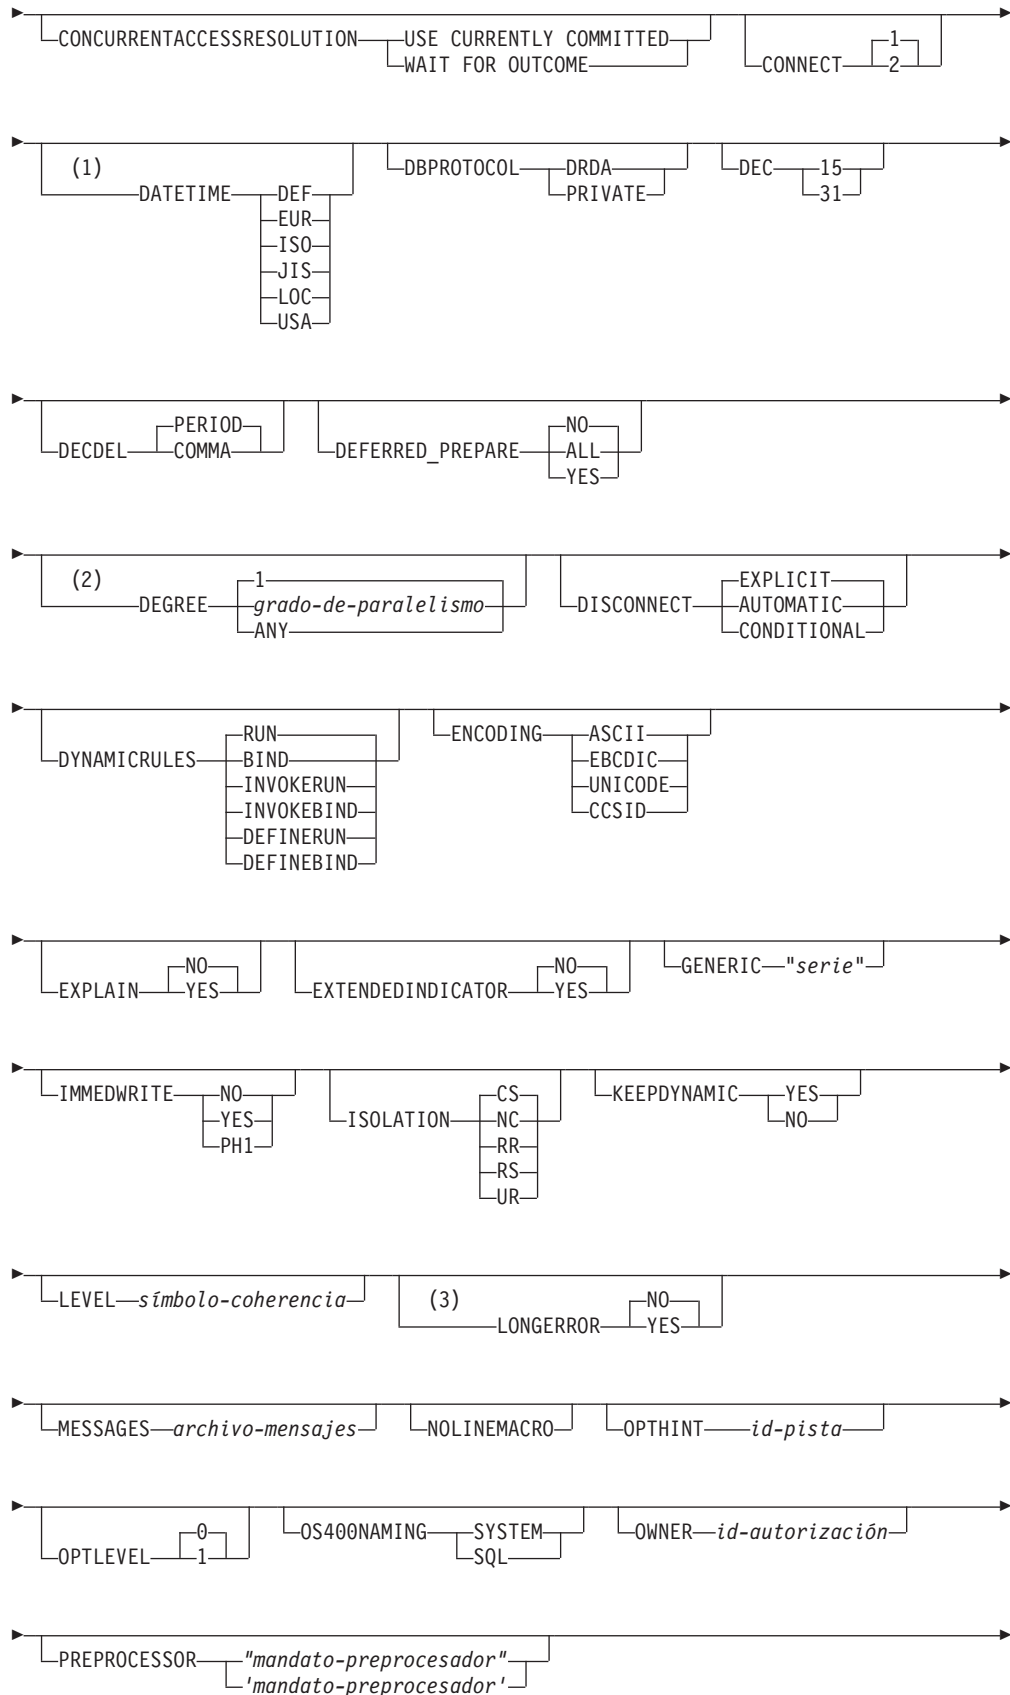 CONCURRENTACCESSRESOLUTION USE CURRENTLY COMMITTED 1
WAIT FOR OUTCOME CONNECT 2
(1) DBPROTOCOL DRDA DEC 15
DATETIME DEF PRIVATE 31
EUR
ISO
JIS
LOC
USA
PERIOD NO
DECDEL COMMA DEFERRED_PREPARE ALL
YES
(2) 1 EXPLICIT
DEGREE grado-de-paralelismo DISCONNECT AUTOMATIC
ANY CONDITIONAL
RUN ENCODING ASCII
DYNAMICRULES BIND EBCDIC
INVOKERUN UNICODE
INVOKEBIND CCSID
DEFINERUN
DEFINEBIND
NO NO GENERIC "serie"
EXPLAIN YES EXTENDEDINDICATOR YES
IMMEDWRITE NO CS KEEPDYNAMIC YES
YES ISOLATION NC NO
PH1 RR
RS
UR
LEVEL símbolo-coherencia (3) NO
LONGERROR YES
MESSAGES archivo-mensajes NOLINEMACRO OPTHINT id-pista
0 OS400NAMING SYSTEM OWNER id-autorización
OPTLEVEL 1 SQL
PREPROCESSOR "mandato-preprocesador"
'mandato-preprocesador'